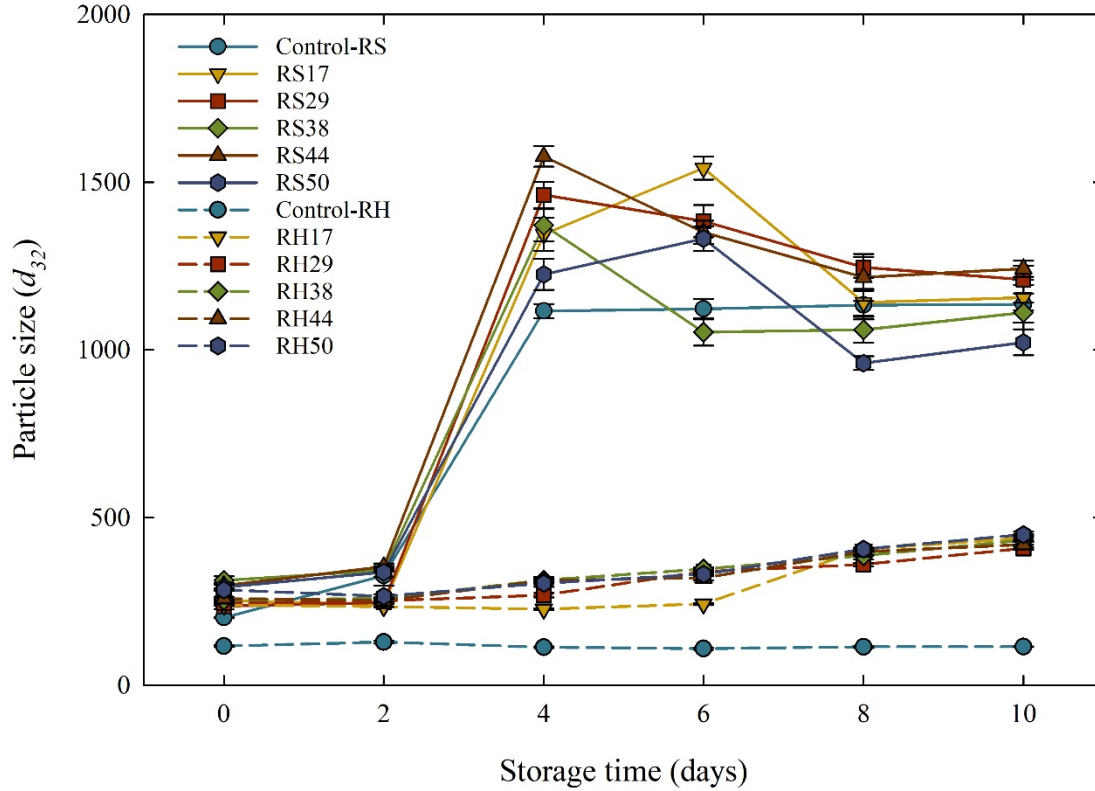 2000
1500
1000
500
0
Particle size (d32)
Control-RS
RS17
RS29
RS38
RS44
RS50
Control-RH
RH17
RH29
RH38
RH44
RH50
0 2 4 6 8 10
Storage time (days)